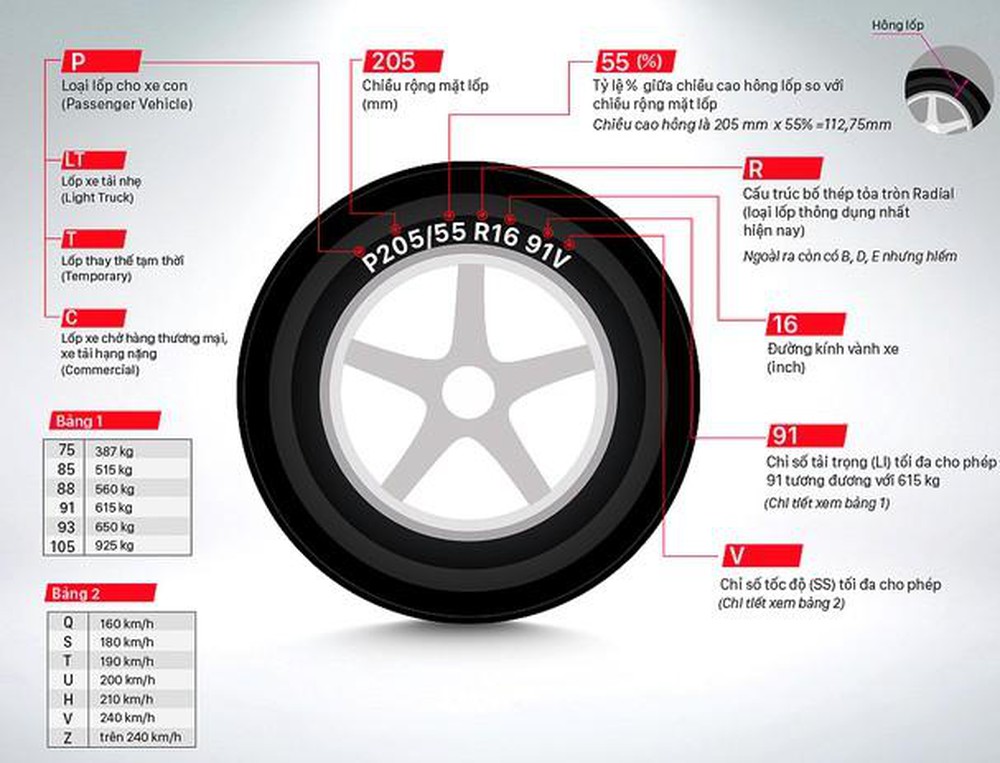 Hông lốp
P
Loại lốp cho xe con
(Passenger Vehicle)
LT
Lốp xe tải nhẹ
(Light Truck)
T
Lốp thay thế tạm thời
(Temporary)
C
Lốp xe chở hàng thương mại,
xe tải hạng nặng
(Commercial)
205
Chiều rộng mặt lốp
(mm)
55 (%)
Tỷ lệ % giữa chiều cao hông lốp so với
chiều rộng mặt lốp
Chiều cao hông là 205 mm x 55% =112,75mm
R
Cấu trúc bố thép tỏa tròn Radial
(loại lốp thông dụng nhất
hiện nay)
Ngoài ra còn có B, D, E nhưng hiếm
16
Đường kính vành xe
(inch)
91
Chỉ số tải trọng (LI) tối đa cho phép
91 tương đương với 615 kg
(Chi tiết xem bảng 1)
V
Chỉ số tốc độ (SS) tối đa cho phép
(Chi tiết xem bảng 2)
P205/55 R16 91V
Bảng 1
75 387 kg
85 515 kg
88 560 kg
91 615 kg
93 650 kg
105 925 kg
Bảng 2
Q 160 km/h
S 180 km/h
T 190 km/h
U 200 km/h
H 210 km/h
V 240 km/h
Z trên 240 km/h